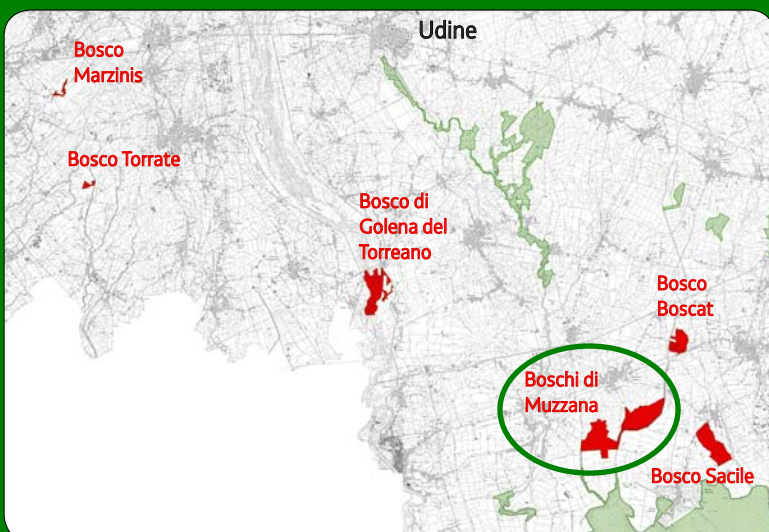 Udine
Bosco
Marzinis
Bosco Torrate
Bosco di
Golena del
Torreano
Bosco
Boscat
Boschi di
Muzzana
Bosco Sacile